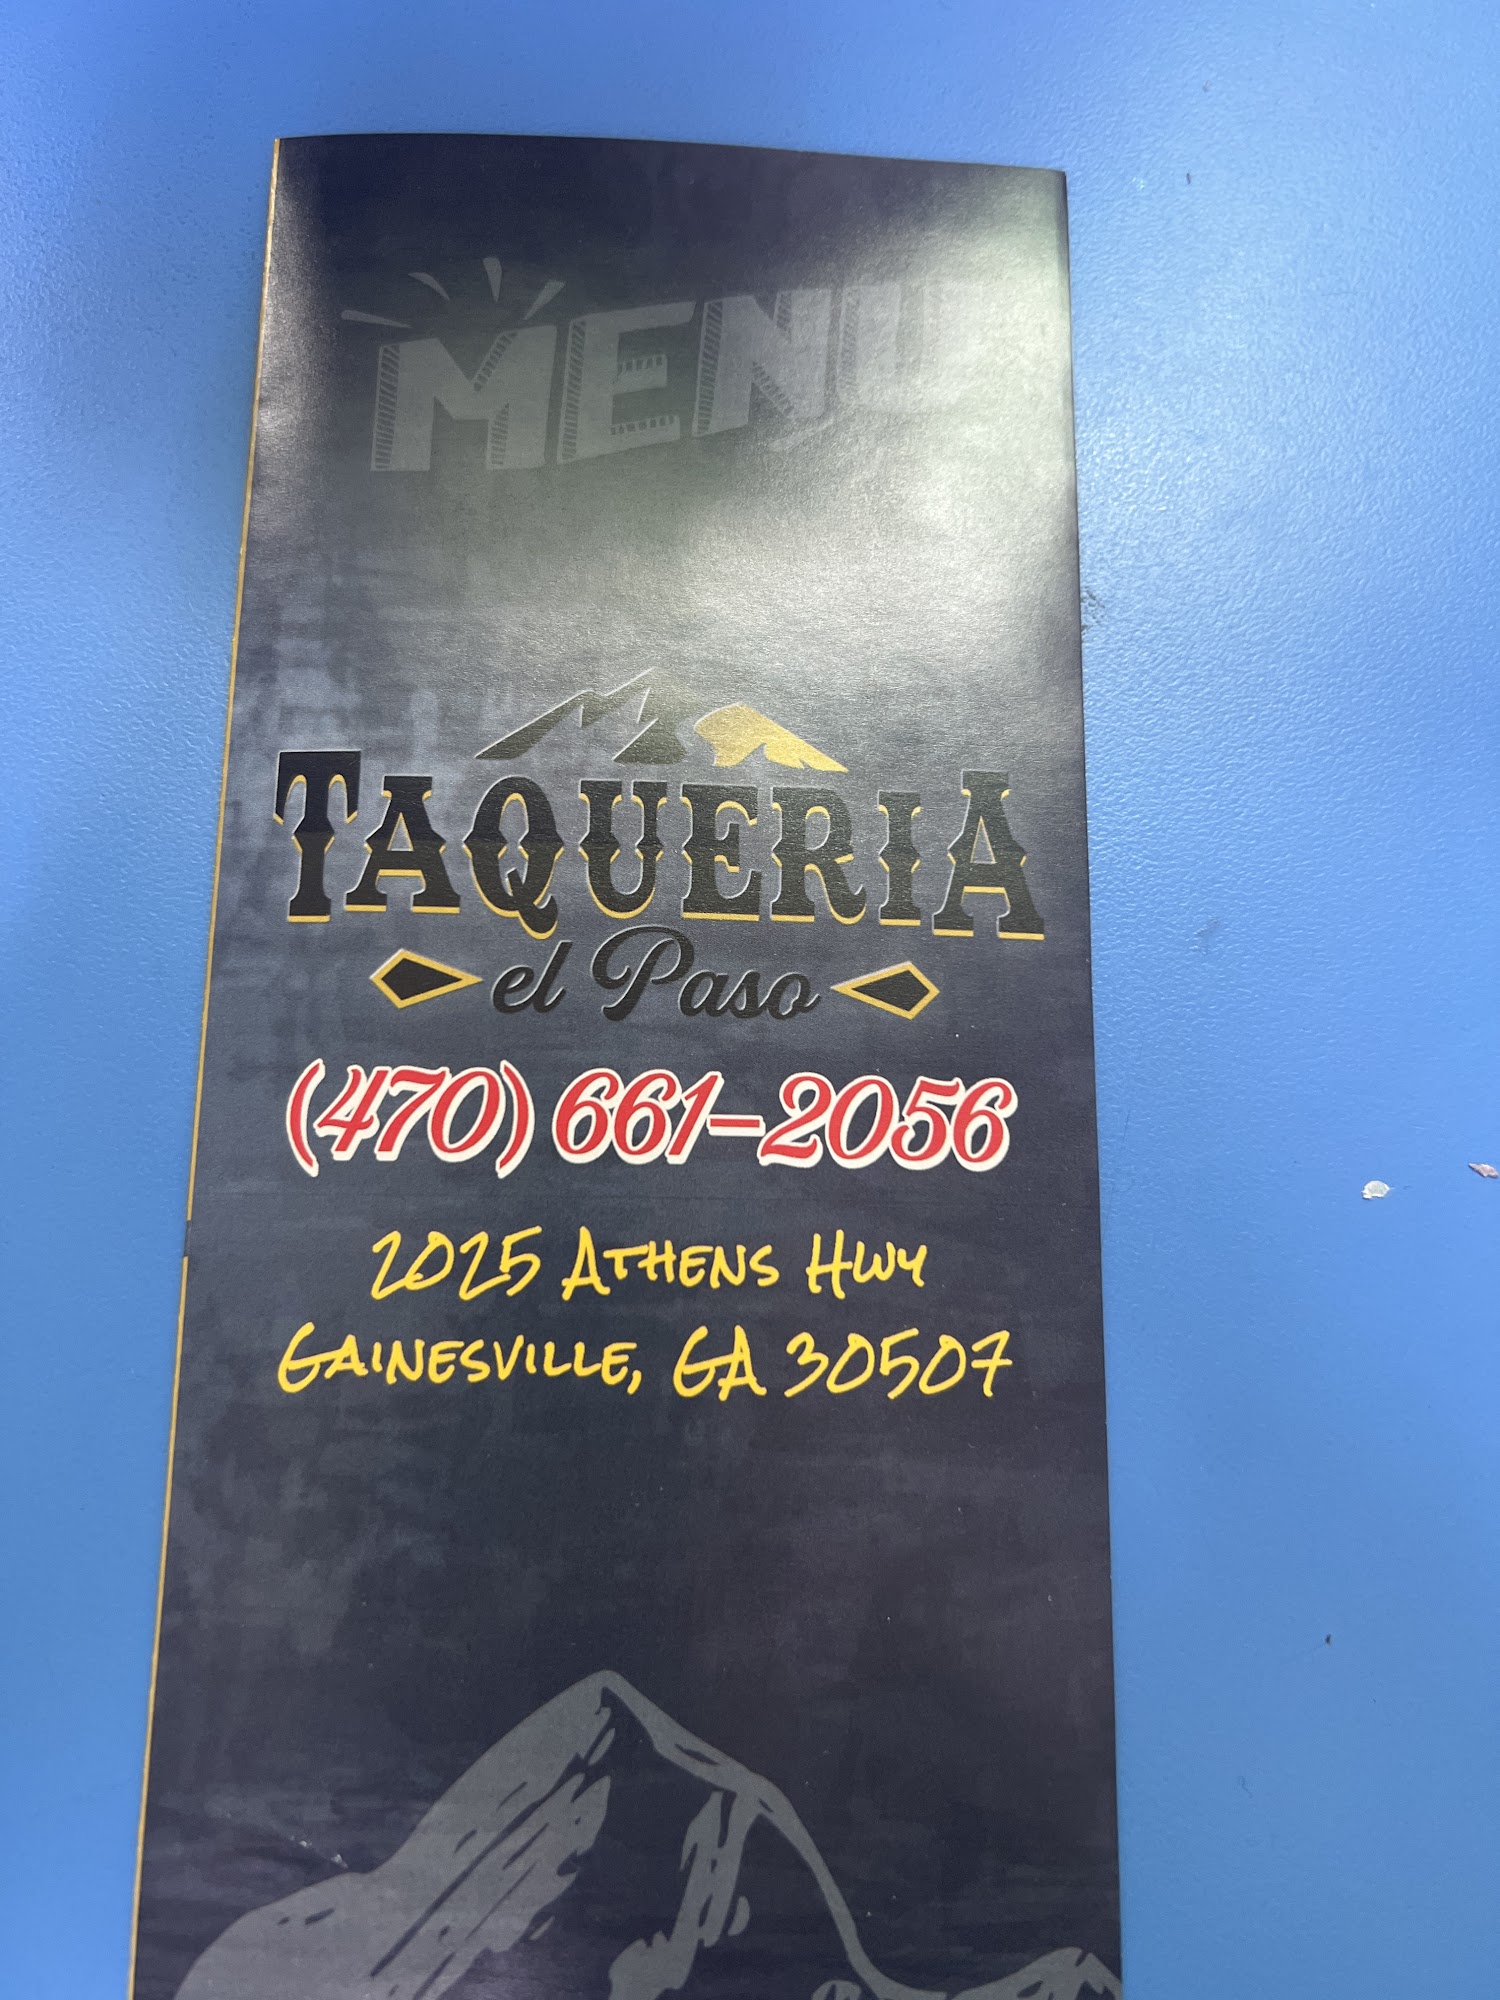 MENU
TAQUERIA
el Paso
(470) 661-2056
2025 ATHENS HWY
GAINESVILLE, GA 30507